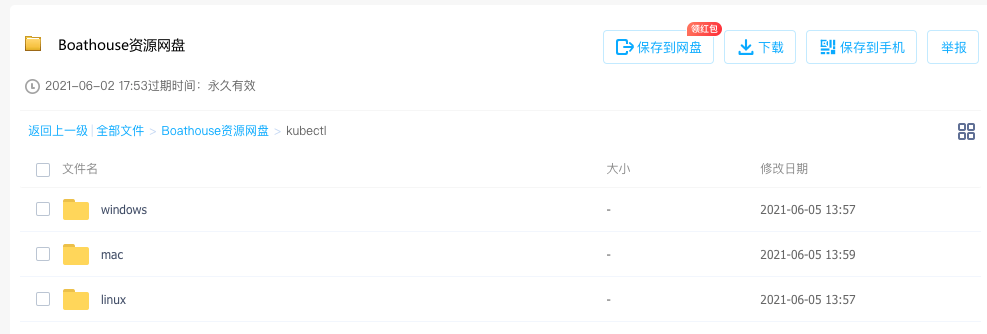 Boathouse资源网盘
领红包
保存到网盘 下载 保存到手机 举报
2021-06-02 17:53过期时间：永久有效
返回上一级 | 全部文件 > Boathouse资源网盘 > kubectl
文件名 大小 修改日期
windows - 2021-06-05 13:57
mac - 2021-06-05 13:59
linux - 2021-06-05 13:57